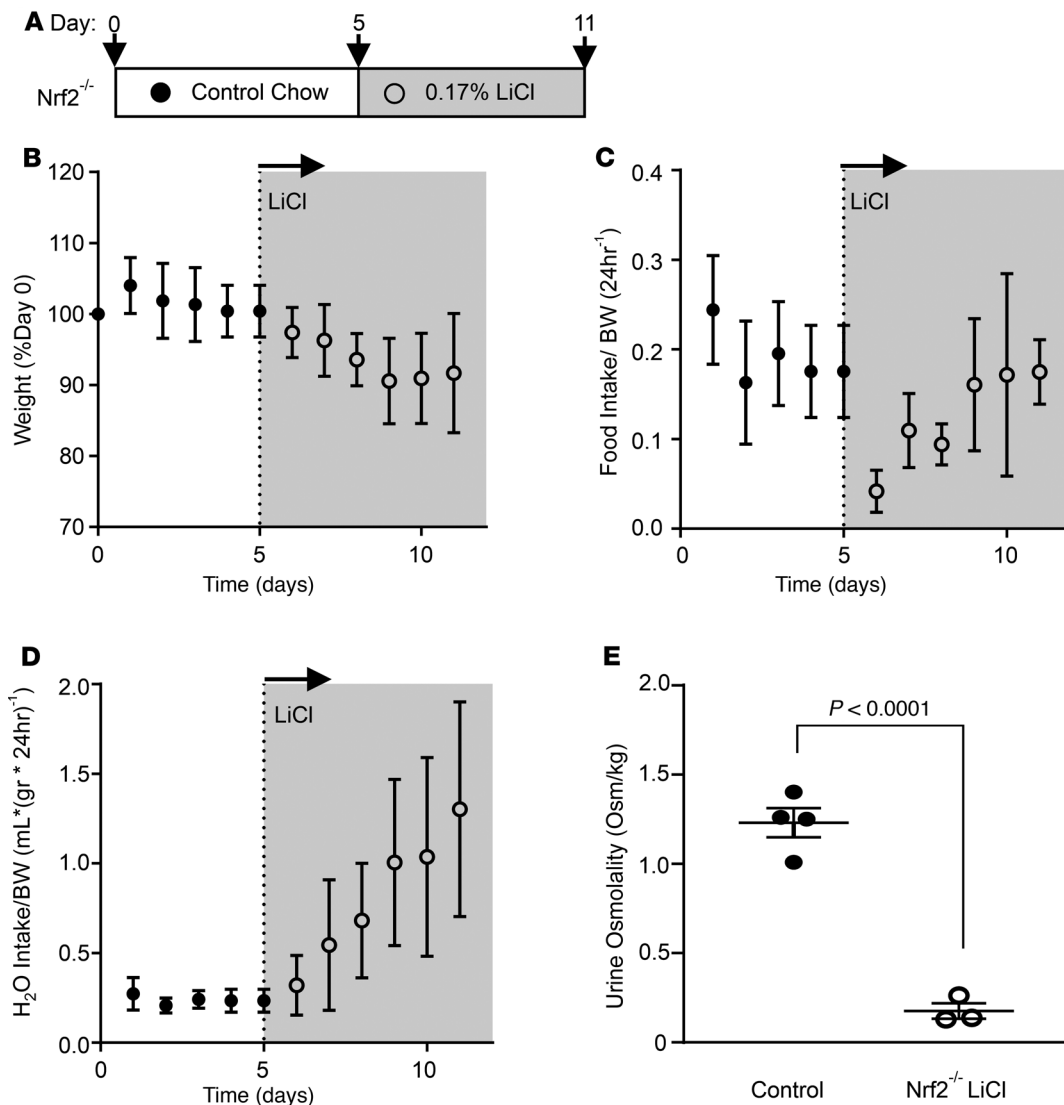 A Day: 0 5 11
Nrf2⁻/⁻ Control Chow 0.17% LiCl
B
120
110
100
90
80
70
Weight (%Day 0)
LiCl
0 5 10
Time (days)
C
0.4
0.3
0.2
0.1
0.0
Food Intake/ BW (24hr⁻¹)
LiCl
0 5 10
Time (days)
D
2.0
1.5
1.0
0.5
0.0
H₂O Intake/BW (mL*(gr * 24hr)⁻¹)
LiCl
0 5 10
Time (days)
E
2.0
1.5
1.0
0.5
0
Urine Osmolality (Osm/kg)
P < 0.0001
Control Nrf2⁻/⁻ LiCl